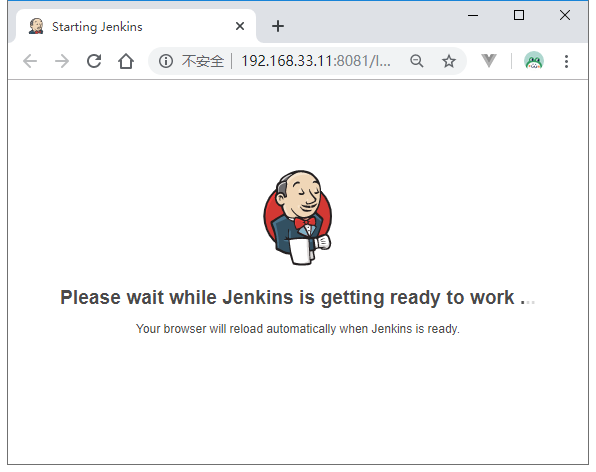 Starting Jenkins
不安全 192.168.33.11:8081/l...
Please wait while Jenkins is getting ready to work ...
Your browser will reload automatically when Jenkins is ready.